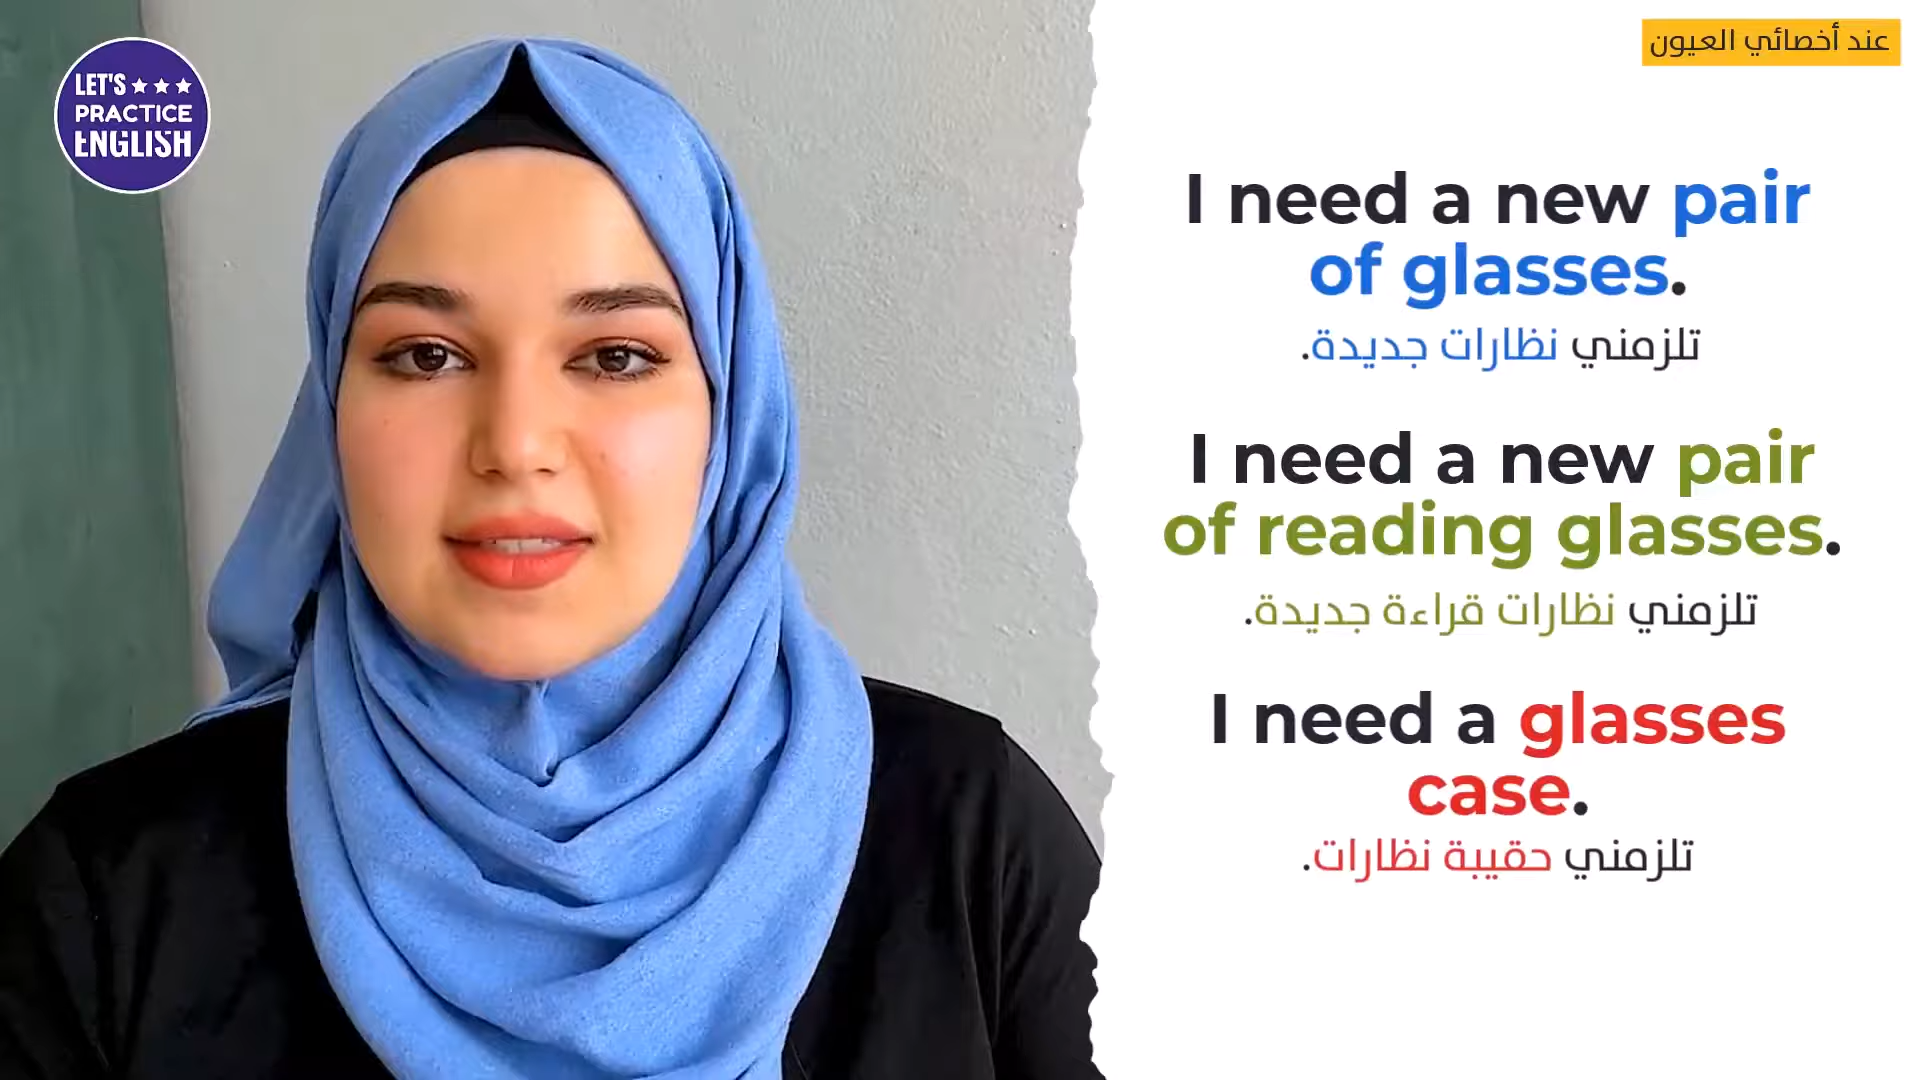 LET'S
PRACTICE
ENGLISH
عند أخصائي العيون
I need a new pair
of glasses.
تلزمني نظارات جديدة.
I need a new pair
of reading glasses.
تلزمني نظارات قراءة جديدة.
I need a glasses
case.
تلزمني حقيبة نظارات.